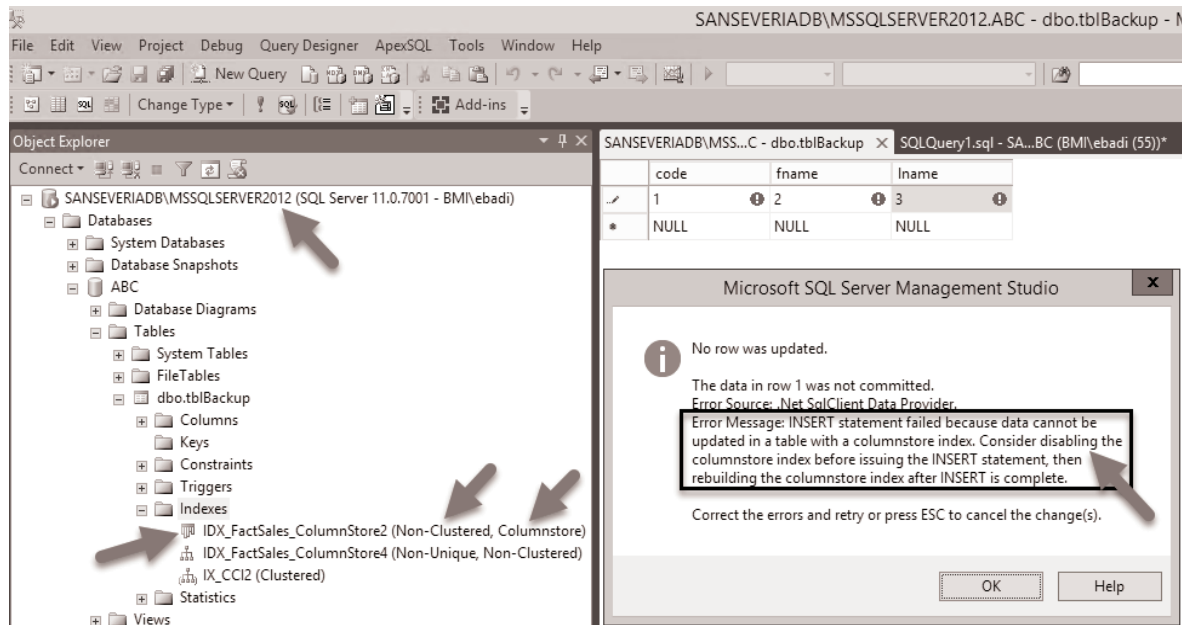 SANSEVERIADB\MSSQLSERVER2012.ABC - dbo.tblBackup - M
File Edit View Project Debug Query Designer ApexSQL Tools Window Help
New Query
Change Type
Add-ins
Object Explorer
Connect
SANSEVERIADB\MSSQLSERVER2012 (SQL Server 11.0.7001 - BMI\ebadi)
Databases
System Databases
Database Snapshots
ABC
Database Diagrams
Tables
System Tables
FileTables
dbo.tblBackup
Columns
Keys
Constraints
Triggers
Indexes
IDX_FactSales_ColumnStore2 (Non-Clustered, Columnstore)
IDX_FactSales_ColumnStore4 (Non-Unique, Non-Clustered)
IX_CCI2 (Clustered)
Statistics
Views
SANSEVERIADB\MSS...C - dbo.tblBackup
SQLQuery1.sql - SA...BC (BMI\ebadi (55))*
code fname lname
1 2 3
NULL NULL NULL
Microsoft SQL Server Management Studio
No row was updated.
The data in row 1 was not committed.
Error Source: .Net SqlClient Data Provider.
Error Message: INSERT statement failed because data cannot be
updated in a table with a columnstore index. Consider disabling the
columnstore index before issuing the INSERT statement, then
rebuilding the columnstore index after INSERT is complete.
Correct the errors and retry or press ESC to cancel the change(s).
OK
Help